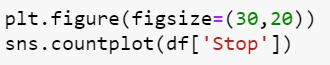 plt.figure(figsize=(30,20))
sns.countplot(df['Stop'])